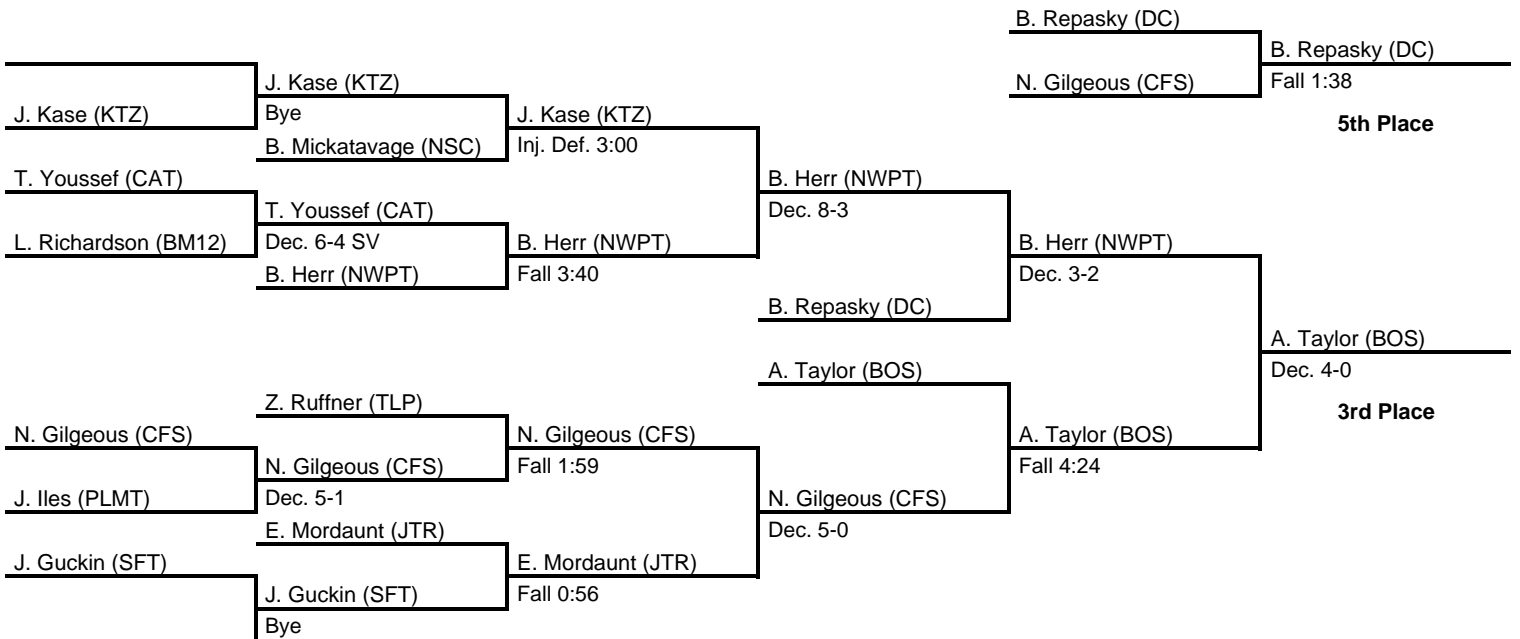 B. Repasky (DC)
B. Repasky (DC)
N. Gilgeous (CFS)
Fall 1:38
5th Place
J. Kase (KTZ)
J. Kase (KTZ)
Bye
J. Kase (KTZ)
B. Mickatavage (NSC)
Inj. Def. 3:00
T. Youssef (CAT)
B. Herr (NWPT)
T. Youssef (CAT)
Dec. 8-3
L. Richardson (BM12)
Dec. 6-4 SV
B. Herr (NWPT)
B. Herr (NWPT)
B. Herr (NWPT)
Fall 3:40
Dec. 3-2
B. Repasky (DC)
A. Taylor (BOS)
A. Taylor (BOS)
Dec. 4-0
Z. Ruffner (TLP)
3rd Place
N. Gilgeous (CFS)
N. Gilgeous (CFS)
A. Taylor (BOS)
N. Gilgeous (CFS)
Fall 1:59
Fall 4:24
J. Iles (PLMT)
Dec. 5-1
N. Gilgeous (CFS)
E. Mordaunt (JTR)
Dec. 5-0
J. Guckin (SFT)
E. Mordaunt (JTR)
J. Guckin (SFT)
Fall 0:56
Bye